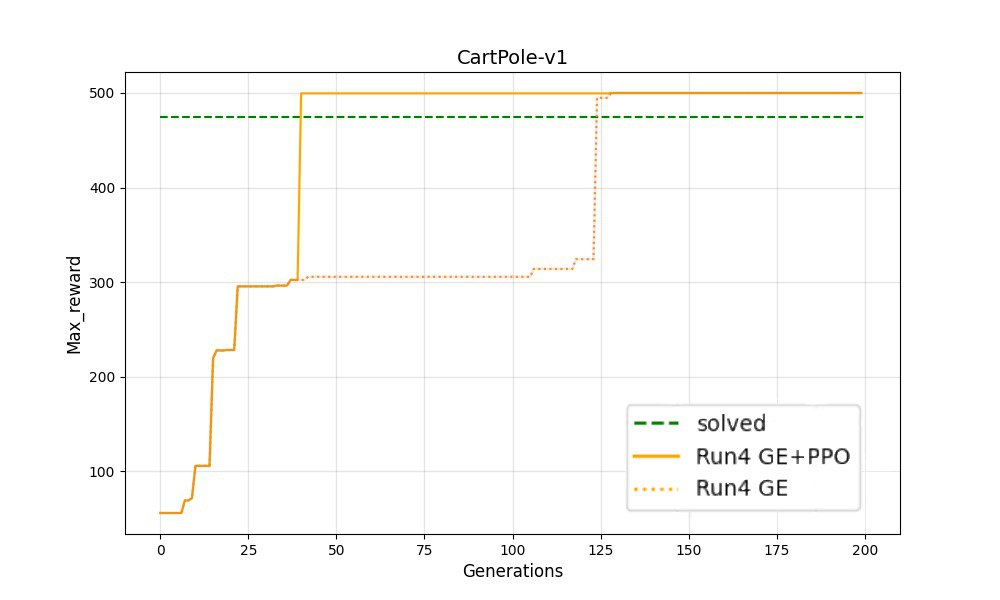 CartPole-v1
Max_reward
500
400
300
200
100
0 25 50 75 100 125 150 175 200
Generations
solved
Run4 GE+PPO
Run4 GE